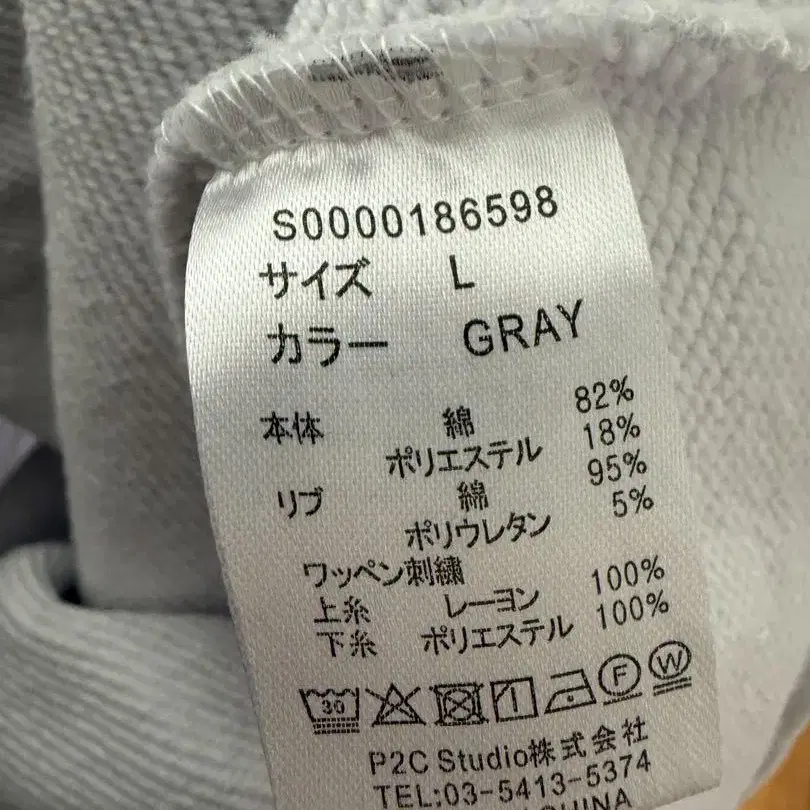 S0000186598
サイズ L
カラー GRAY
本体 綿 82%
ポリエステル 18%
リブ 綿 95%
ポリウレタン 5%
ワッペン刺繍
上糸 レーヨン 100%
下糸 ポリエステル 100%
30 F W
P2C Studio株式会社
TEL:03-5413-5374
CHINA